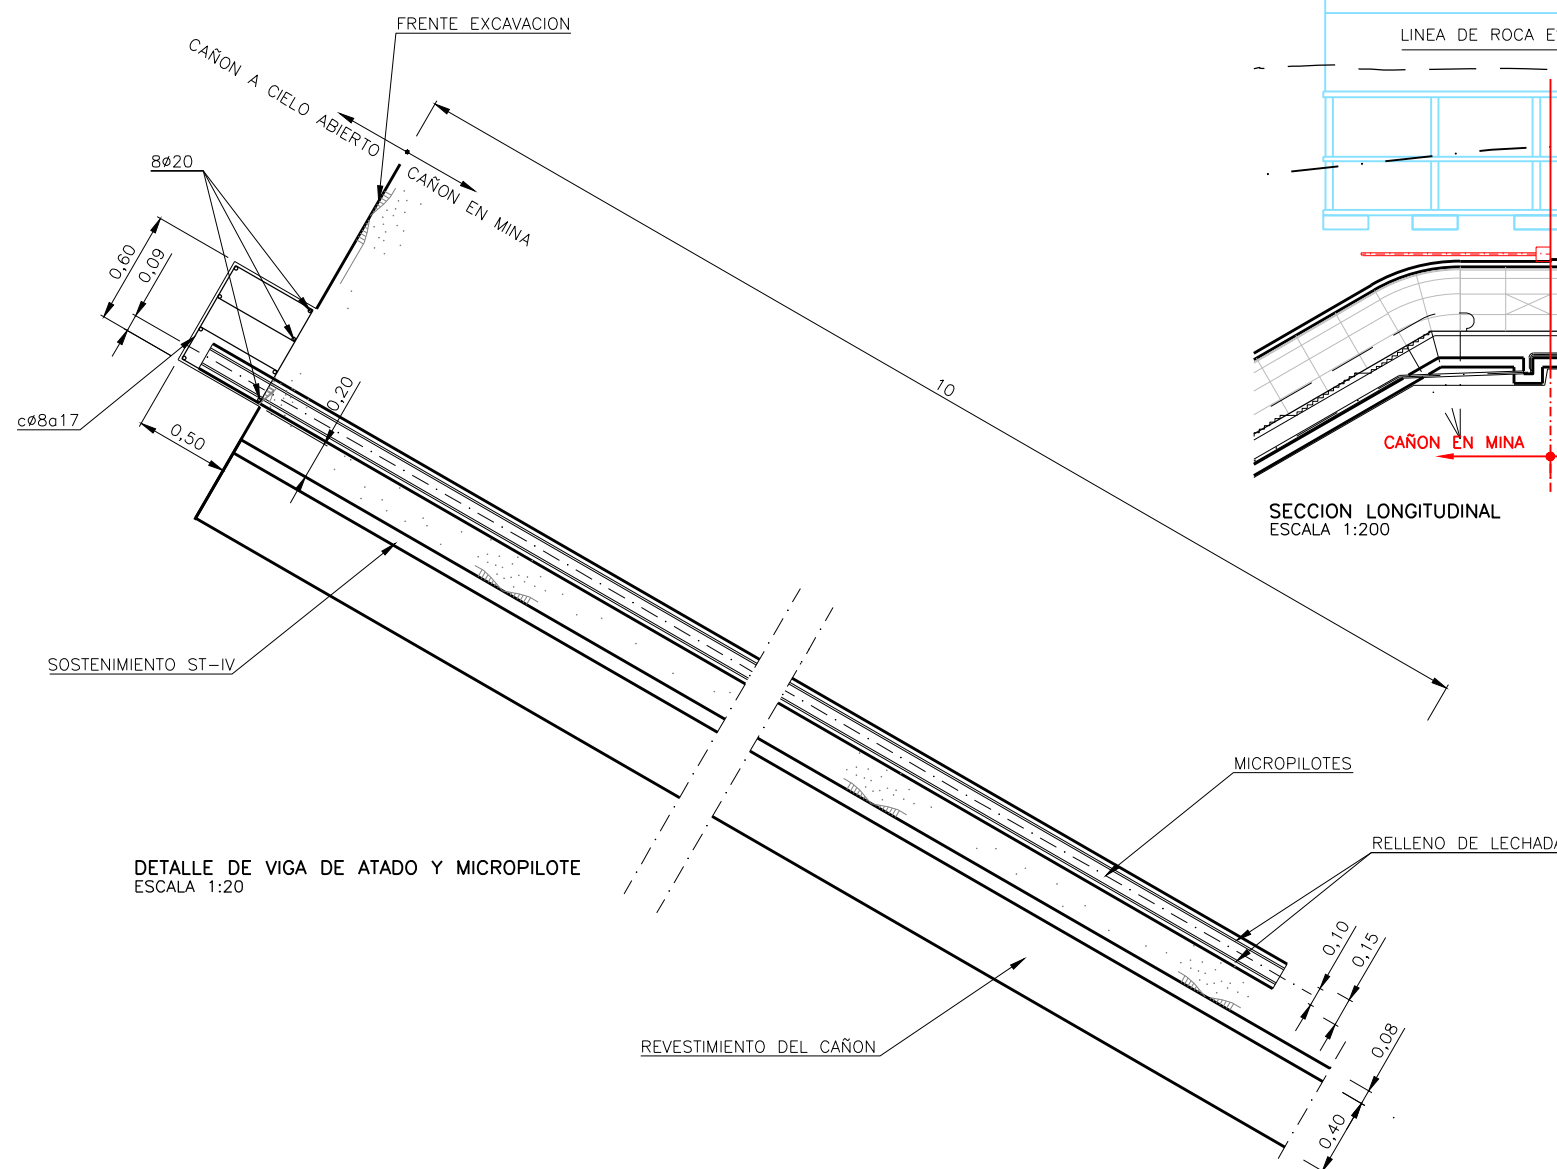 FRENTE EXCAVACION
CAÑON A CIELO ABIERTO
CAÑON EN MINA
8ø20
0,60
0,09
cø8a17
0,50
0,20
10
SOSTENIMIENTO ST-IV
MICROPILOTES
RELLENO DE LECHADA
DETALLE DE VIGA DE ATADO Y MICROPILOTE
ESCALA 1:20
REVESTIMIENTO DEL CAÑON
0,10
0,15
0,08
0,40
LINEA DE ROCA
CAÑON EN MINA
SECCION LONGITUDINAL
ESCALA 1:200